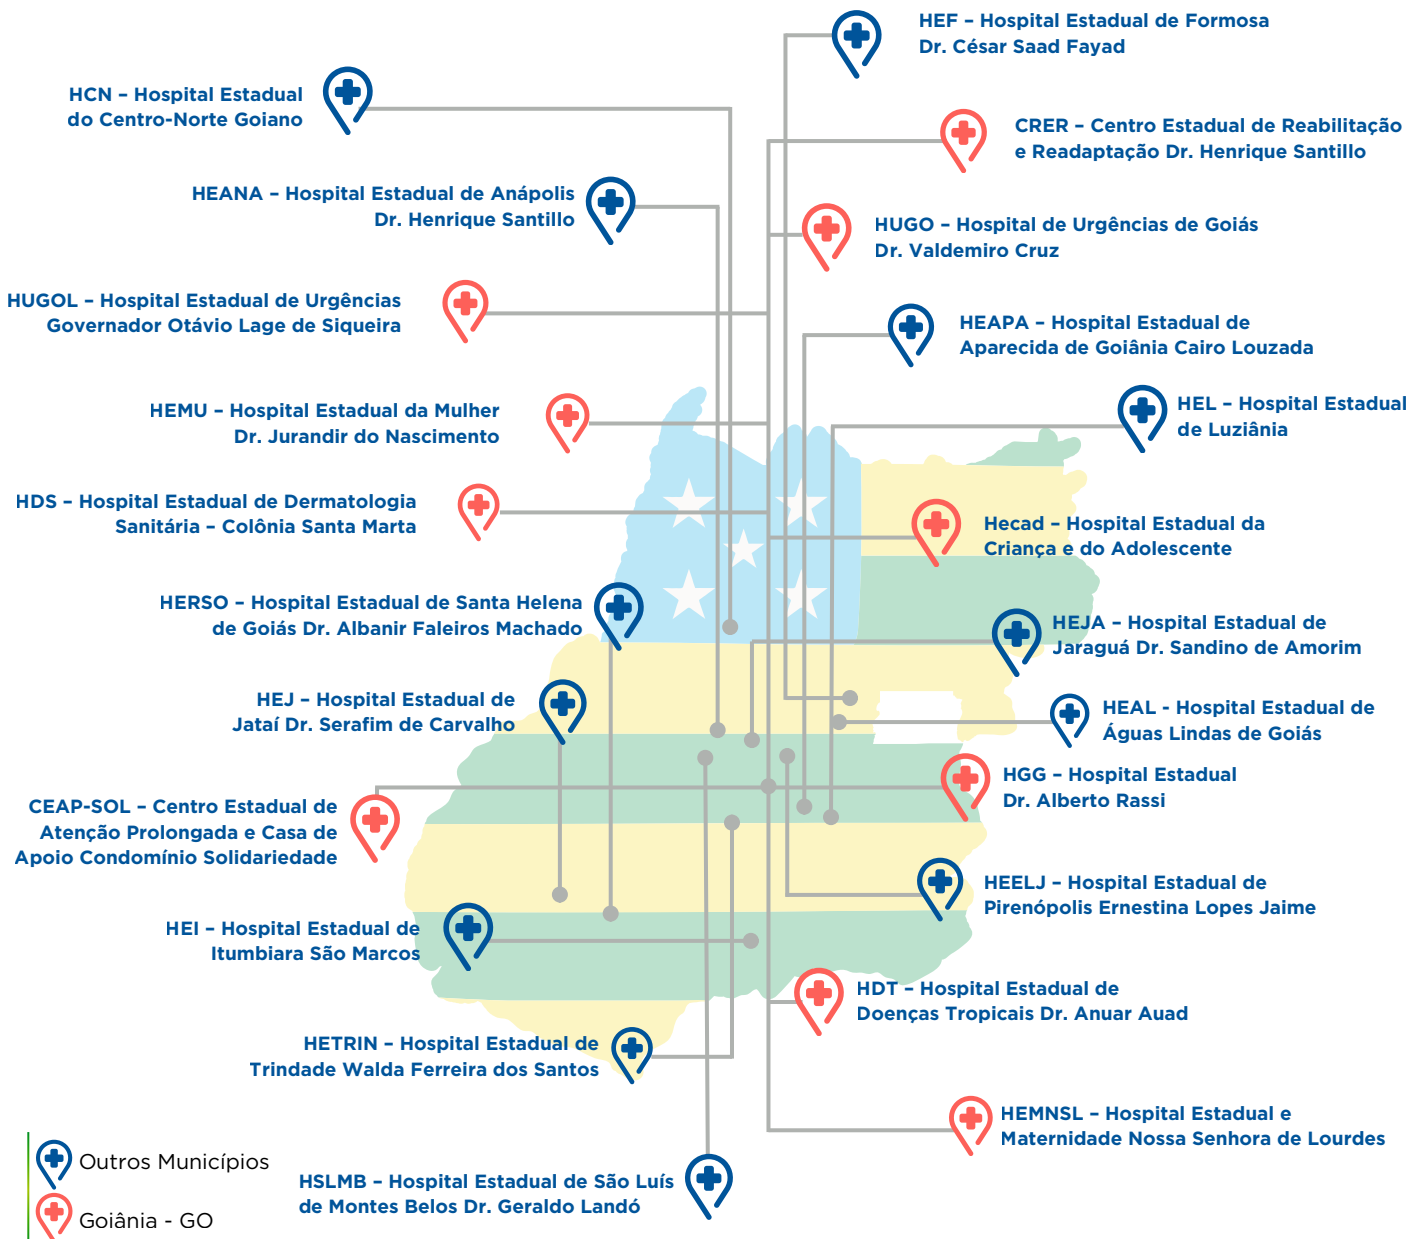 HEF – Hospital Estadual de Formosa
Dr. César Saad Fayad
HCN – Hospital Estadual
do Centro-Norte Goiano
CRER – Centro Estadual de Reabilitação
e Readaptação Dr. Henrique Santillo
HEANA – Hospital Estadual de Anápolis
Dr. Henrique Santillo
HUGO – Hospital de Urgências de Goiás
Dr. Valdemiro Cruz
HUGOL – Hospital Estadual de Urgências
Governador Otávio Lage de Siqueira
HEAPA – Hospital Estadual de
Aparecida de Goiânia Cairo Louzada
HEMU – Hospital Estadual da Mulher
Dr. Jurandir do Nascimento
HEL – Hospital Estadual
de Luziânia
HDS – Hospital Estadual de Dermatologia
Sanitária – Colônia Santa Marta
Hecad – Hospital Estadual da
Criança e do Adolescente
HERSO – Hospital Estadual de Santa Helena
de Goiás Dr. Albanir Faleiros Machado
HEJA – Hospital Estadual de
Jaraguá Dr. Sandino de Amorim
HEJ – Hospital Estadual de
Jataí Dr. Serafim de Carvalho
HEAL - Hospital Estadual de
Águas Lindas de Goiás
HGG – Hospital Estadual
Dr. Alberto Rassi
CEAP-SOL – Centro Estadual de
Atenção Prolongada e Casa de
Apoio Condomínio Solidariedade
HEELJ – Hospital Estadual de
Pirenópolis Ernestina Lopes Jaime
HEI – Hospital Estadual de
Itumbiara São Marcos
HDT – Hospital Estadual de
Doenças Tropicais Dr. Anuar Auad
HETRIN – Hospital Estadual de
Trindade Walda Ferreira dos Santos
HEMNSL – Hospital Estadual e
Maternidade Nossa Senhora de Lourdes
HSLMB – Hospital Estadual de São Luís
de Montes Belos Dr. Geraldo Landó
Outros Municípios
Goiânia - GO